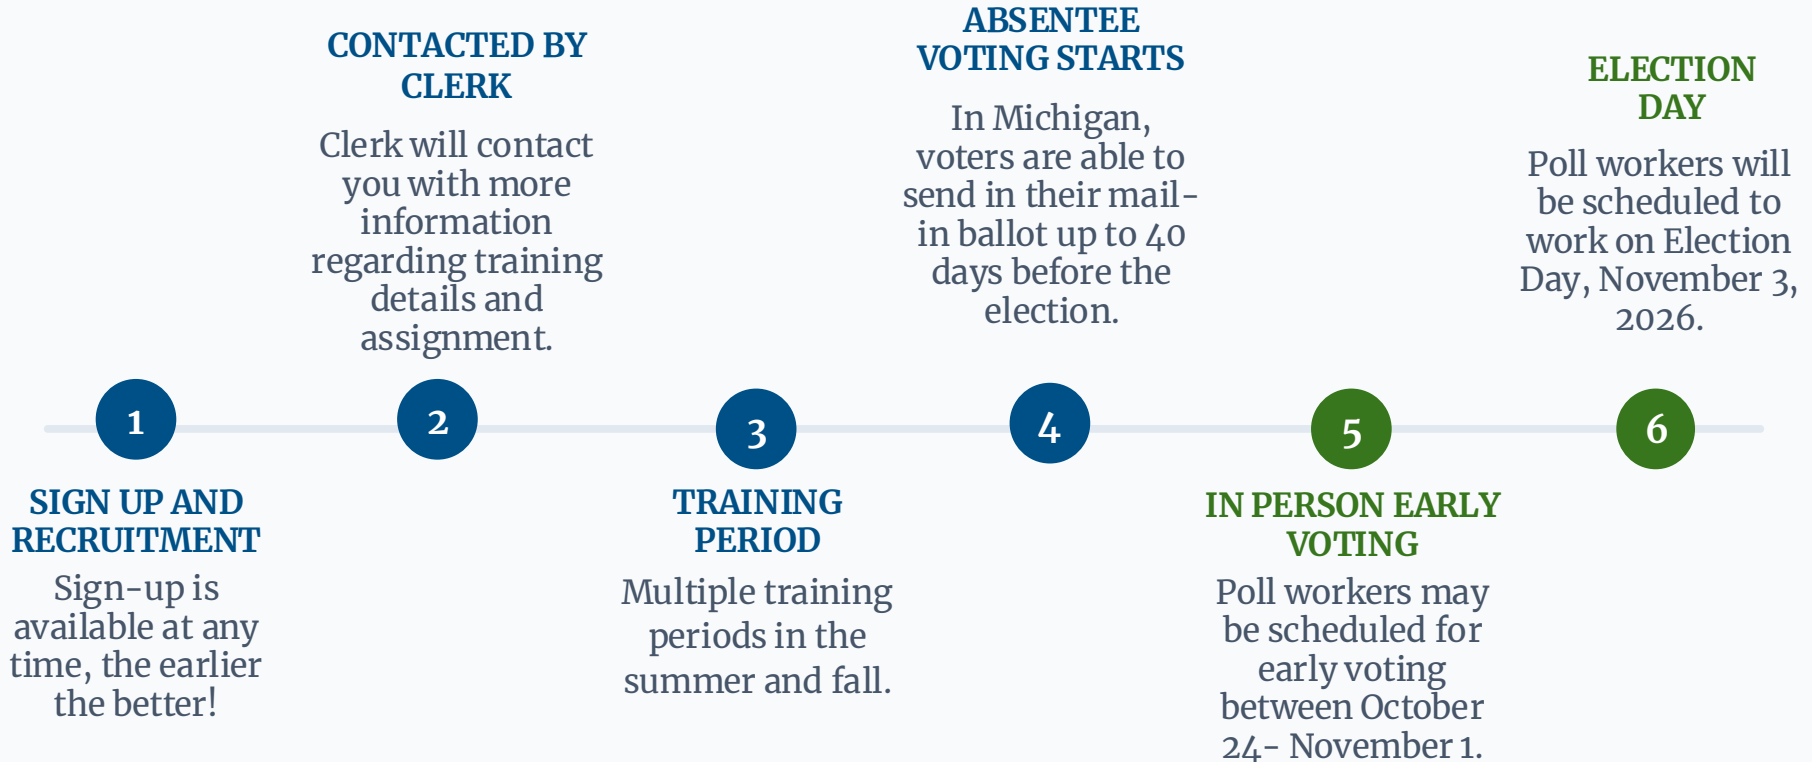 1
SIGN UP AND
RECRUITMENT
Sign-up is
available at any
time, the earlier
the better!
CONTACTED BY
CLERK
Clerk will contact
you with more
information
regarding training
details and
assignment.
2
3
TRAINING
PERIOD
Multiple training
periods in the
summer and fall.
ABSENTEE
VOTING STARTS
In Michigan,
voters are able to
send in their mail-
in ballot up to 40
days before the
election.
4
5
IN PERSON EARLY
VOTING
Poll workers may
be scheduled for
early voting
between October
24- November 1.
ELECTION
DAY
Poll workers will
be scheduled to
work on Election
Day, November 3,
2026.
6